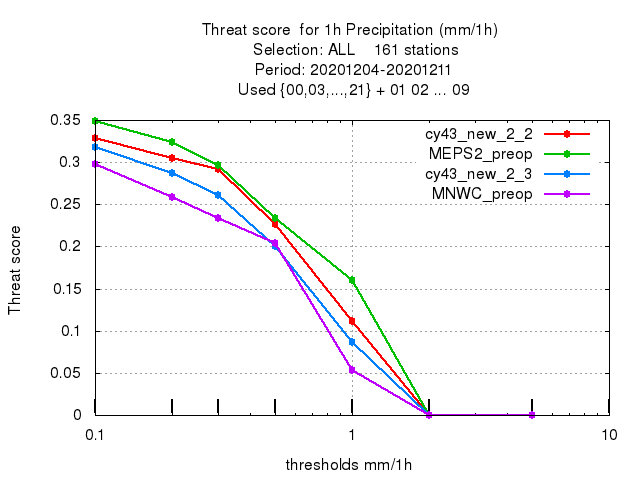 Threat score  for 1h Precipitation (mm/1h)
Selection: ALL    161 stations
Period: 20201204-20201211
Used {00,03,...,21} + 01 02 ... 09
0.35
0.3
0.25
0.2
0.15
0.1
0.05
0
Threat score
cy43_new_2_2
MEPS2_preop
cy43_new_2_3
MNWC_preop
0.1
1
10
thresholds mm/1h